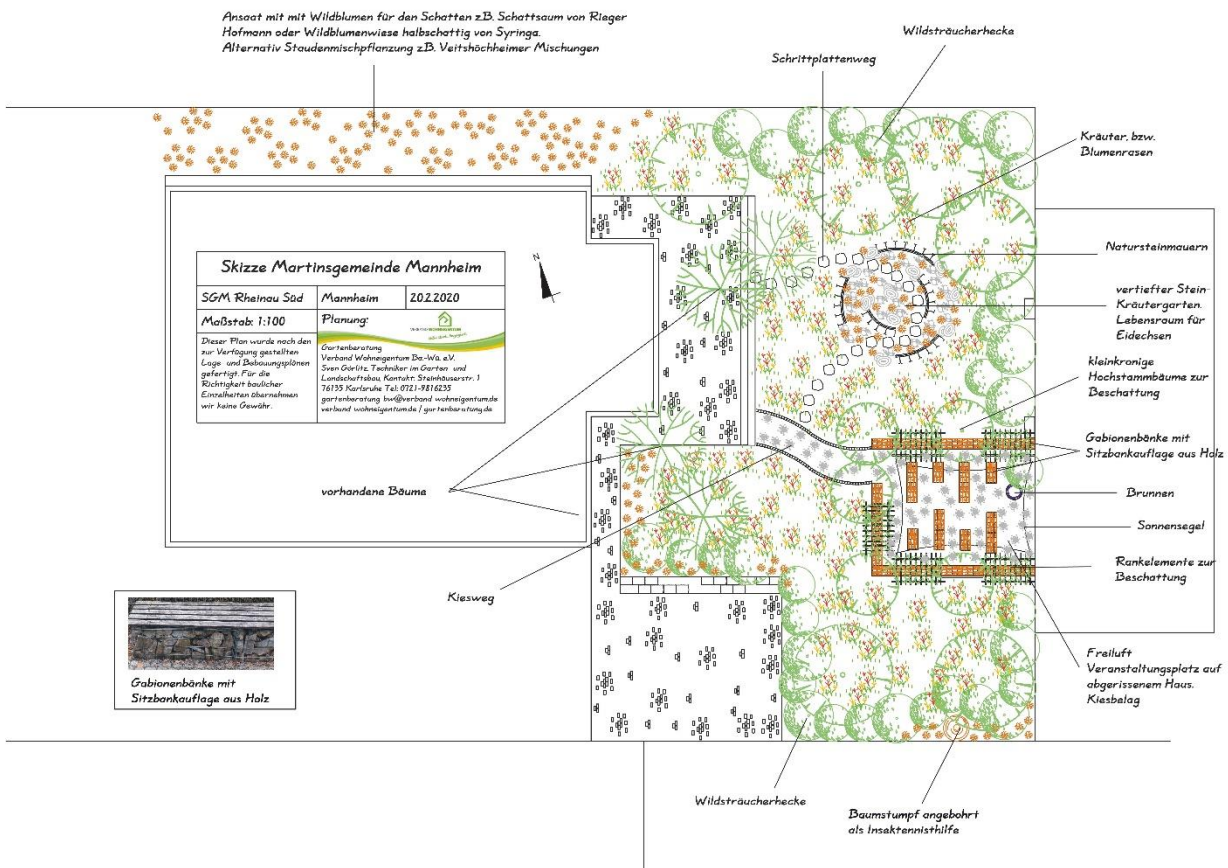 Ansaat mit mit Wildblumen für den Schatten z.B. Schattsaum von Rieger
Hofmann oder Wildblumenwiese halbschattig von Syringa.
Alternativ Staudenmischpflanzung z.B. Veitshöchheimer Mischungen
Wildsträucherhecke
Schrittplattenweg
Kräuter, bzw.
Blumenrasen
Natursteinmauern
vertiefter Stein-
Kräutergarten.
Lebensraum für
Eidechsen
kleinkronige
Hochstammbäume zur
Beschattung
Gabionenbänke mit
Sitzbankauflage aus Holz
Brunnen
Sonnensegel
Rankelemente zur
Beschattung
Freiluft
Veranstaltungsplatz auf
abgerissenem Haus.
Kiesbelag
N
Skizze Martinsgemeinde Mannheim
SGM Rheinau Süd
Mannheim
20.2.2020
Maßstab: 1:100
Planung:
Dieser Plan wurde nach den
zur Verfügung gestellten
Lage- und Bebauungsplänen
gefertigt. Für die
Richtigkeit baulicher
Einzelheiten übernehmen
wir keine Gewähr.
VERBAND WOHNEIGENTUM
Gartenberatung
Verband Wohneigentum Ba.-Wü. e.V.
Sven Görlitz Techniker im Garten- und
Landschaftsbau, Kontakt: Steinhäuserstr. 1
76135 Karlsruhe Tel: 0721-9816235
gartenberatung bw@verband wohneigentum.de
verband wohneigentum.de / gartenberatung.de
vorhandene Bäume
Kiesweg
Gabionenbänke mit
Sitzbankauflage aus Holz
Wildsträucherhecke
Baumstumpf angebohrt
als Insektennisthilfe